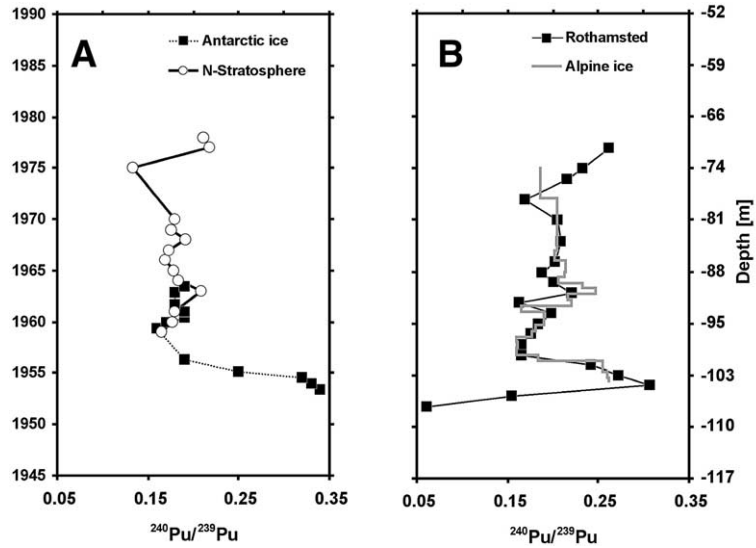 A
Antarctic ice
N-Stratosphere
1990
1985
1980
1975
1970
1965
1960
1955
1950
1945
0.05 0.15 0.25 0.35
²⁴⁰Pu/²³⁹Pu
B
Rothamsted
Alpine ice
-52
-59
-66
-74
-81
-88
-95
-103
-110
-117
Depth [m]
0.05 0.15 0.25 0.35
²⁴⁰Pu/²³⁹Pu